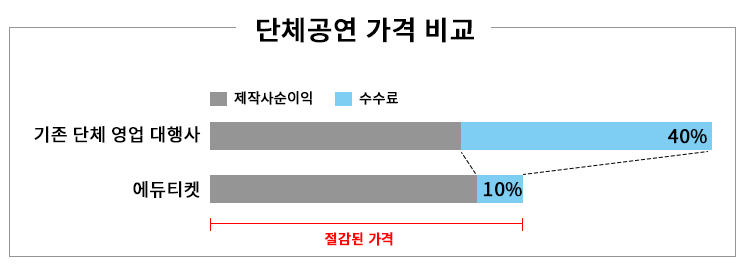 단체공연 가격 비교
제작사순이익 수수료
기존 단체 영업 대행사 40%
에듀티켓 10%
절감된 가격